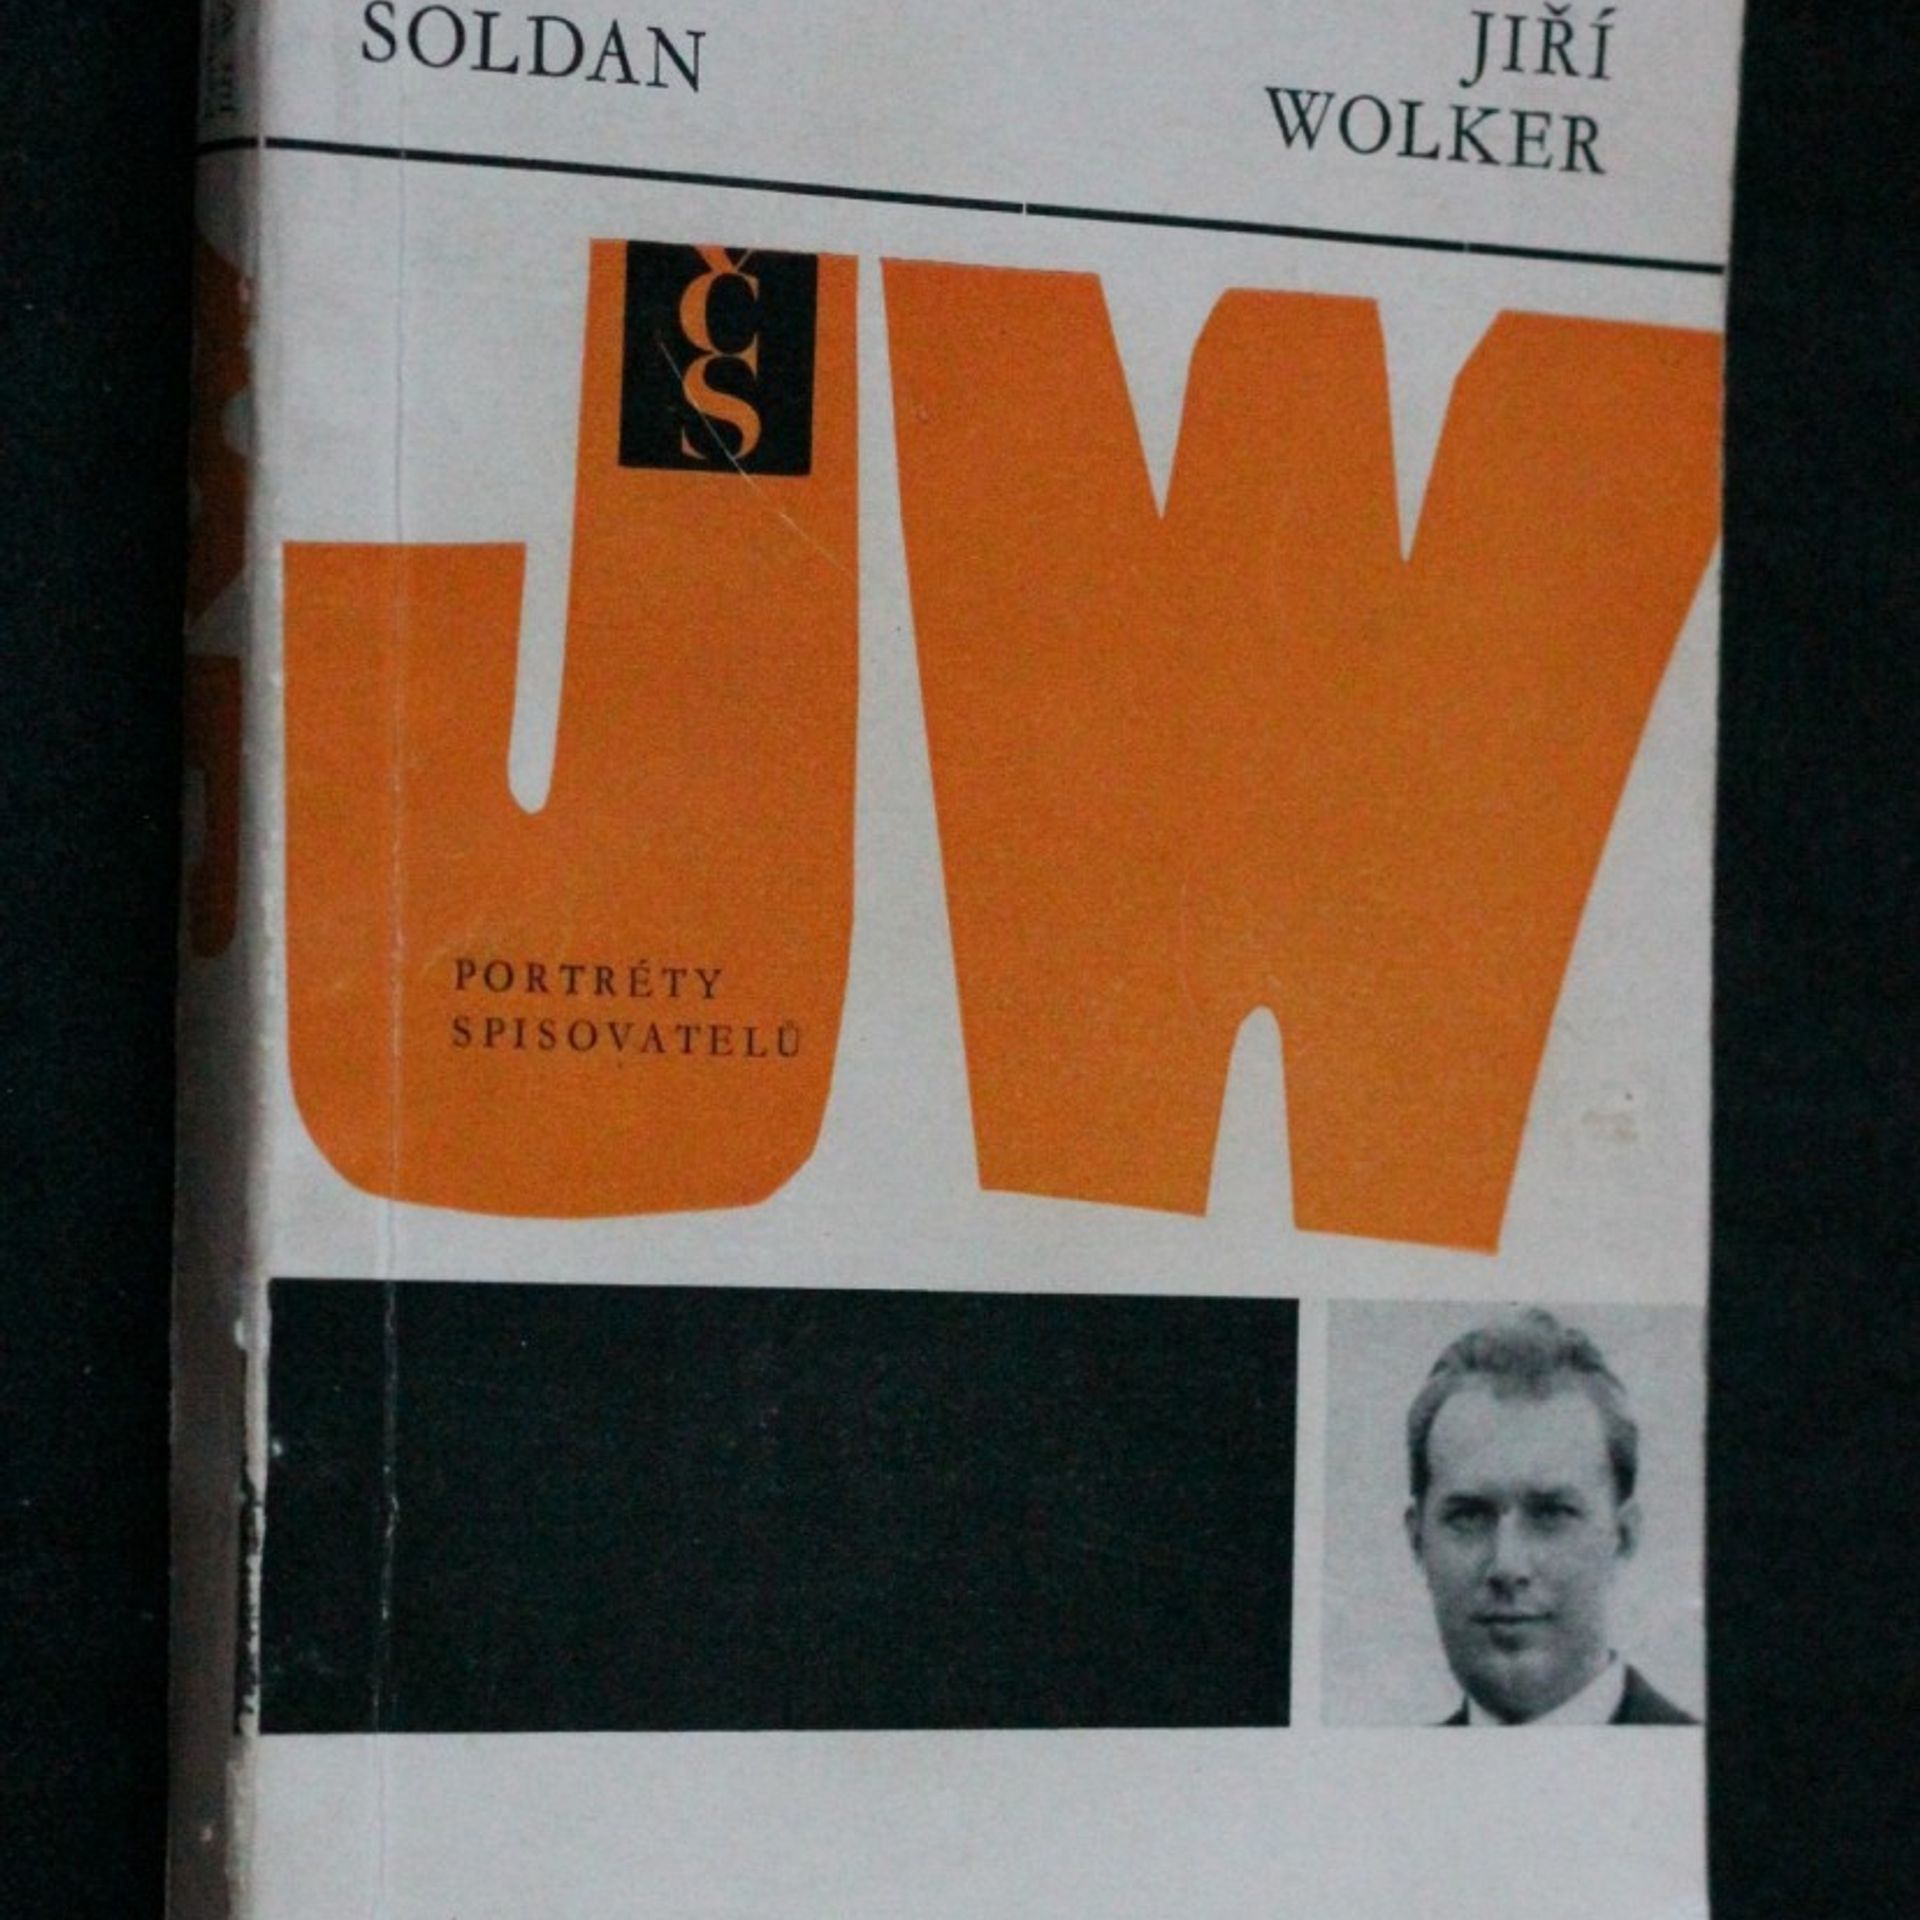 SOLDAN
JIŘÍ
WOLKER
ČS
JW
PORTRÉTY
SPISOVATELŮ